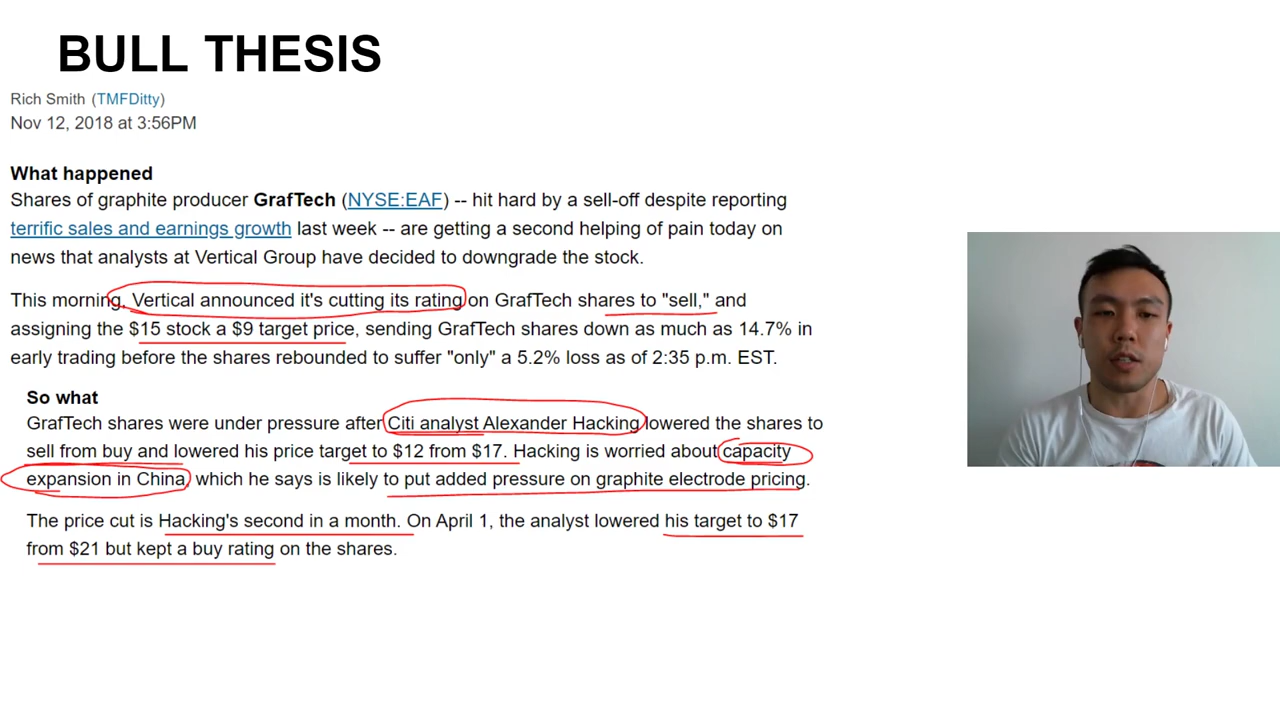 BULL THESIS
Rich Smith (TMFDitty)
Nov 12, 2018 at 3:56PM
What happened
Shares of graphite producer GrafTech (NYSE:EAF) -- hit hard by a sell-off despite reporting
terrific sales and earnings growth last week -- are getting a second helping of pain today on
news that analysts at Vertical Group have decided to downgrade the stock.
This morning, Vertical announced it's cutting its rating on GrafTech shares to "sell," and
assigning the $15 stock a $9 target price, sending GrafTech shares down as much as 14.7% in
early trading before the shares rebounded to suffer "only" a 5.2% loss as of 2:35 p.m. EST.
So what
GrafTech shares were under pressure after Citi analyst Alexander Hacking lowered the shares to
sell from buy and lowered his price target to $12 from $17. Hacking is worried about capacity
expansion in China, which he says is likely to put added pressure on graphite electrode pricing.
The price cut is Hacking's second in a month. On April 1, the analyst lowered his target to $17
from $21 but kept a buy rating on the shares.